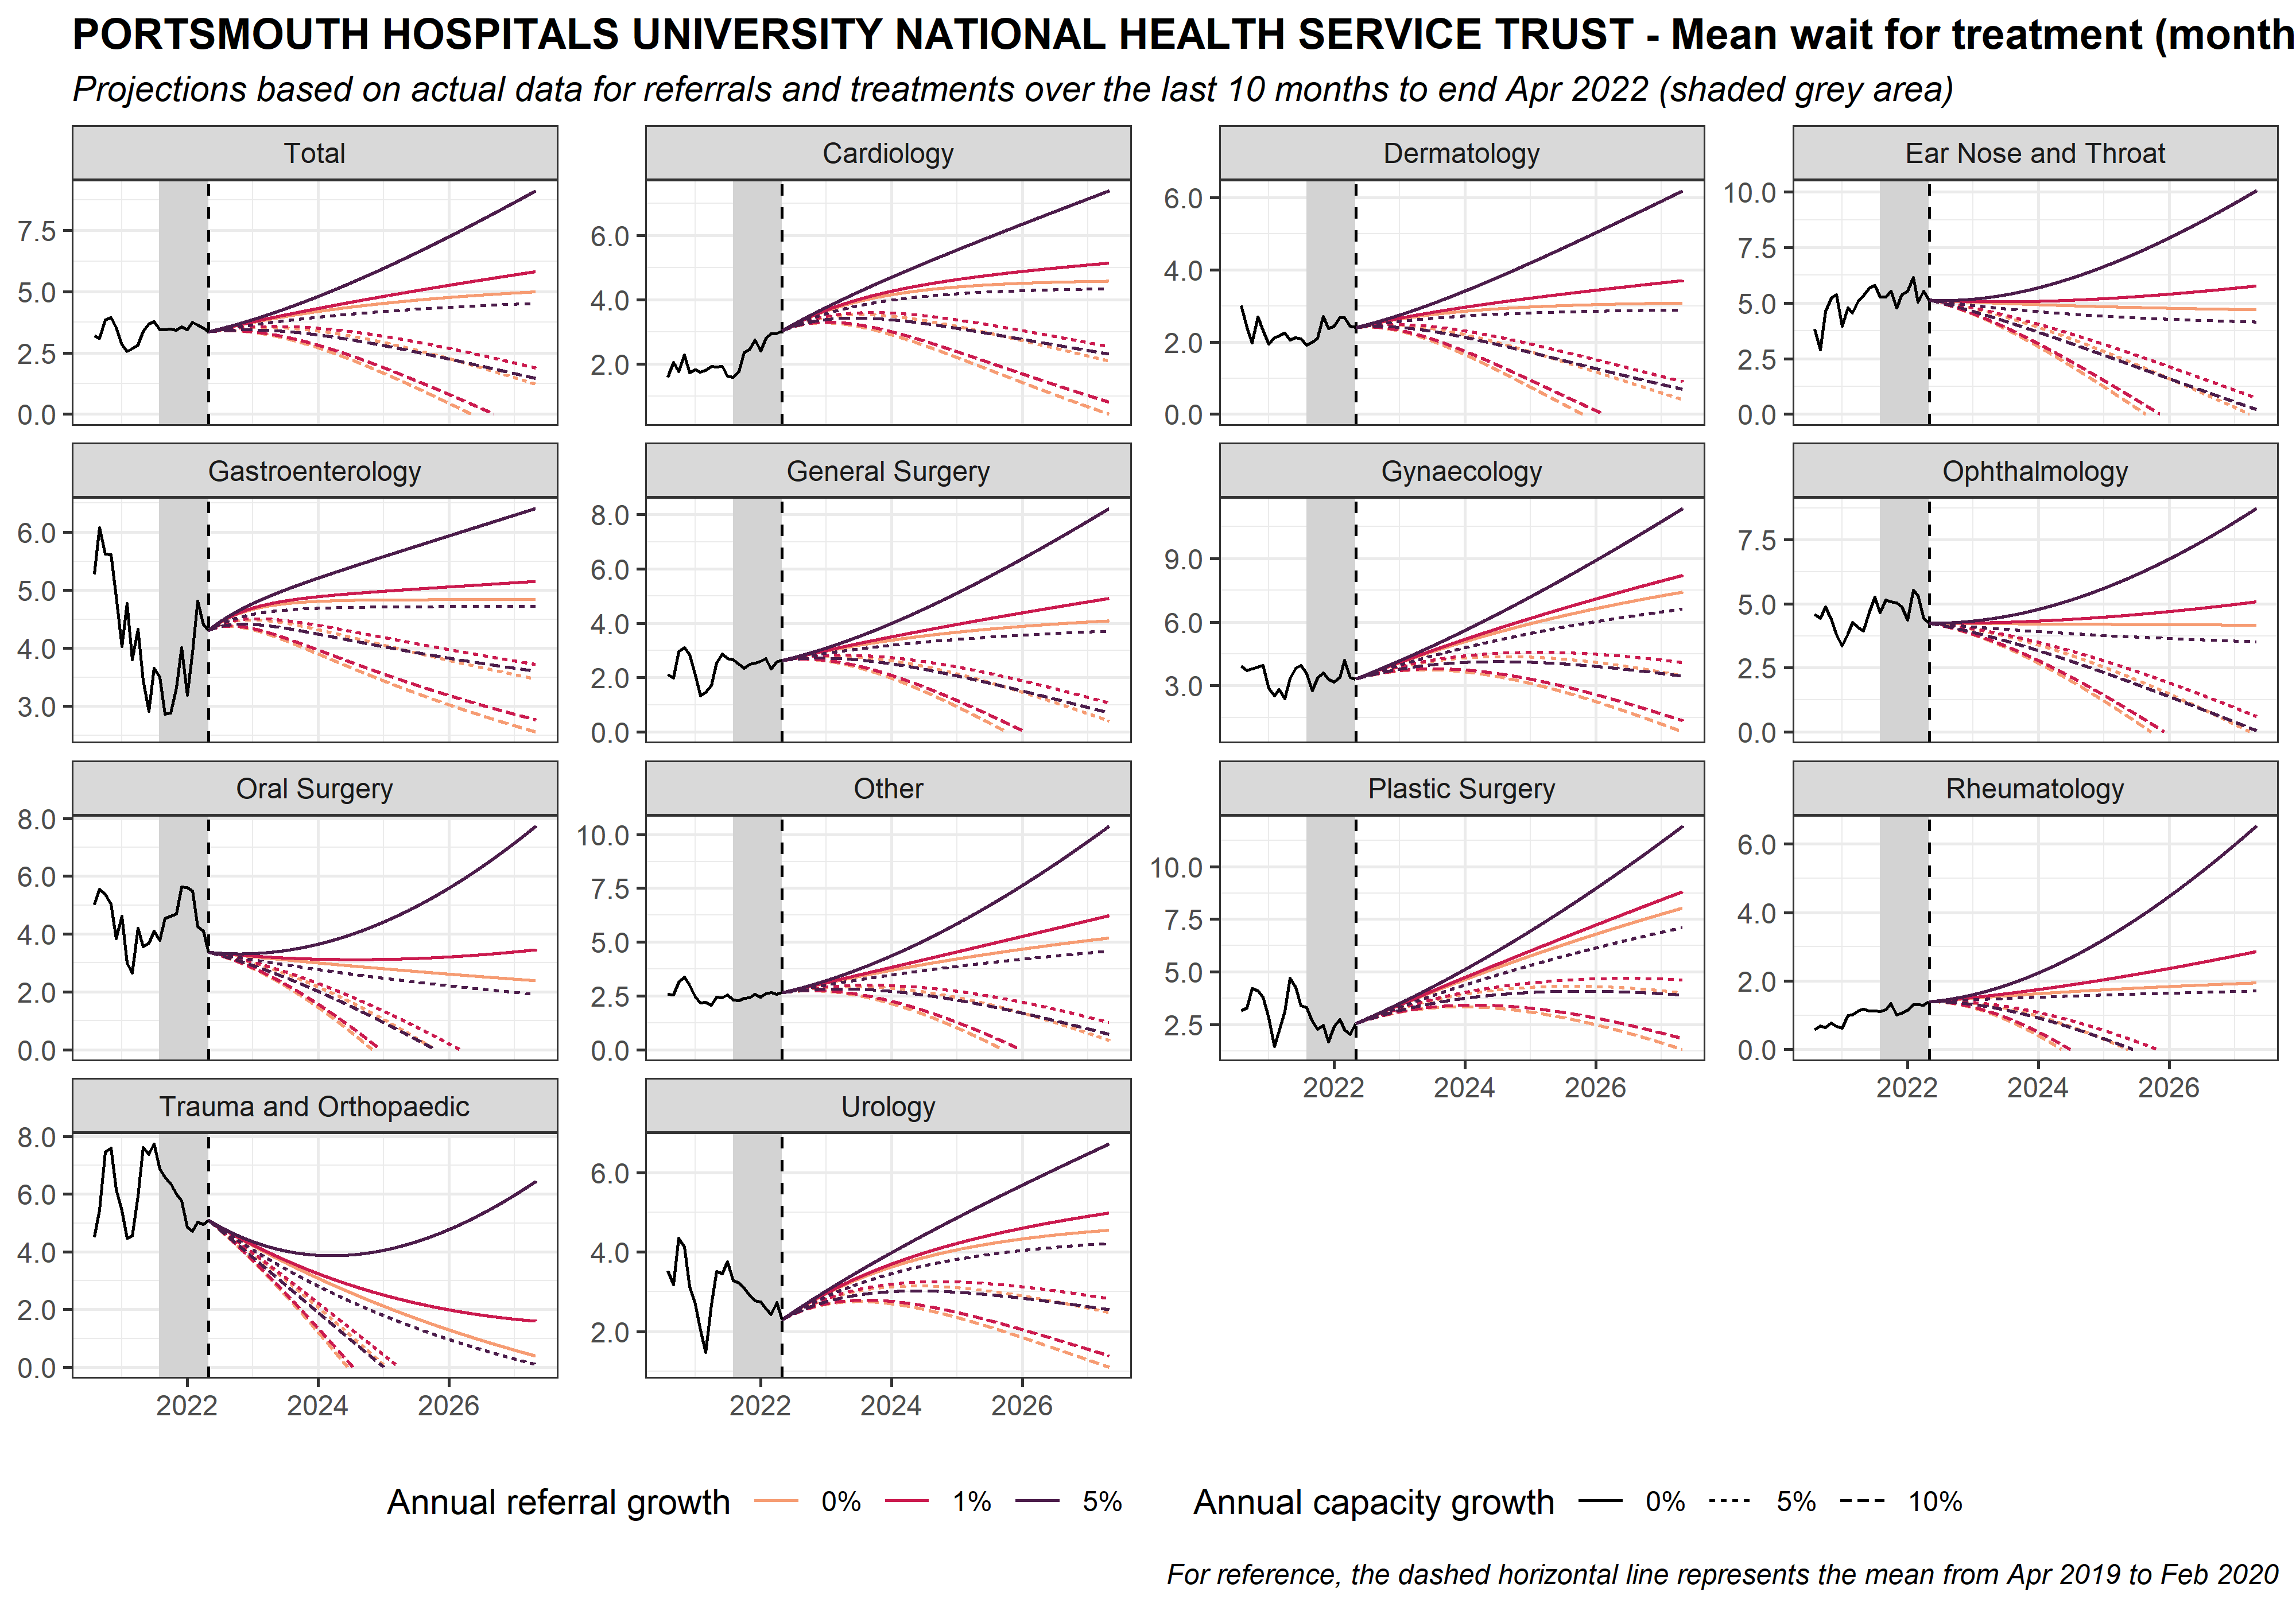 PORTSMOUTH HOSPITALS UNIVERSITY NATIONAL HEALTH SERVICE TRUST - Mean wait for treatment (month
Projections based on actual data for referrals and treatments over the last 10 months to end Apr 2022 (shaded grey area)
Total
7.5
5.0
2.5
0.0
Cardiology
6.0
4.0
2.0
Dermatology
6.0
4.0
2.0
0.0
Ear Nose and Throat
10.0
7.5
5.0
2.5
0.0
Gastroenterology
6.0
5.0
4.0
3.0
General Surgery
8.0
6.0
4.0
2.0
0.0
Gynaecology
9.0
6.0
3.0
Ophthalmology
7.5
5.0
2.5
0.0
Oral Surgery
8.0
6.0
4.0
2.0
0.0
Other
10.0
7.5
5.0
2.5
0.0
Plastic Surgery
10.0
7.5
5.0
2.5
2022 2024 2026
Rheumatology
6.0
4.0
2.0
0.0
2022 2024 2026
Trauma and Orthopaedic
8.0
6.0
4.0
2.0
0.0
2022 2024 2026
Urology
6.0
4.0
2.0
2022 2024 2026
Annual referral growth 0% 1% 5%
Annual capacity growth 0% 5% 10%
For reference, the dashed horizontal line represents the mean from Apr 2019 to Feb 2020